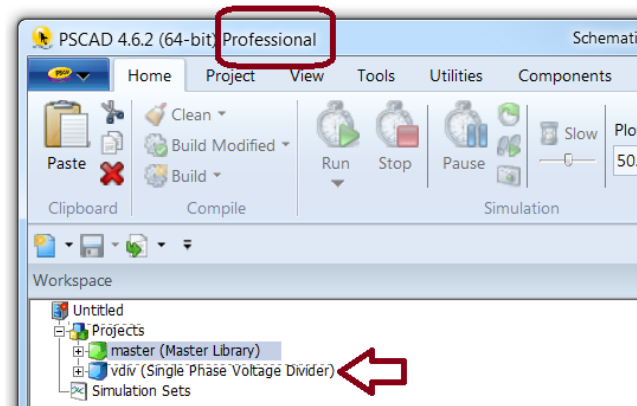 PSCAD 4.6.2 (64-bit) Professional Schemati
Home Project View Tools Utilities Components
Paste
Clean
Build Modified
Build
Run Stop Pause
Slow
Plo
50.
Clipboard Compile Simulation
Workspace
Untitled
Projects
master (Master Library)
vdiv (Single Phase Voltage Divider)
Simulation Sets